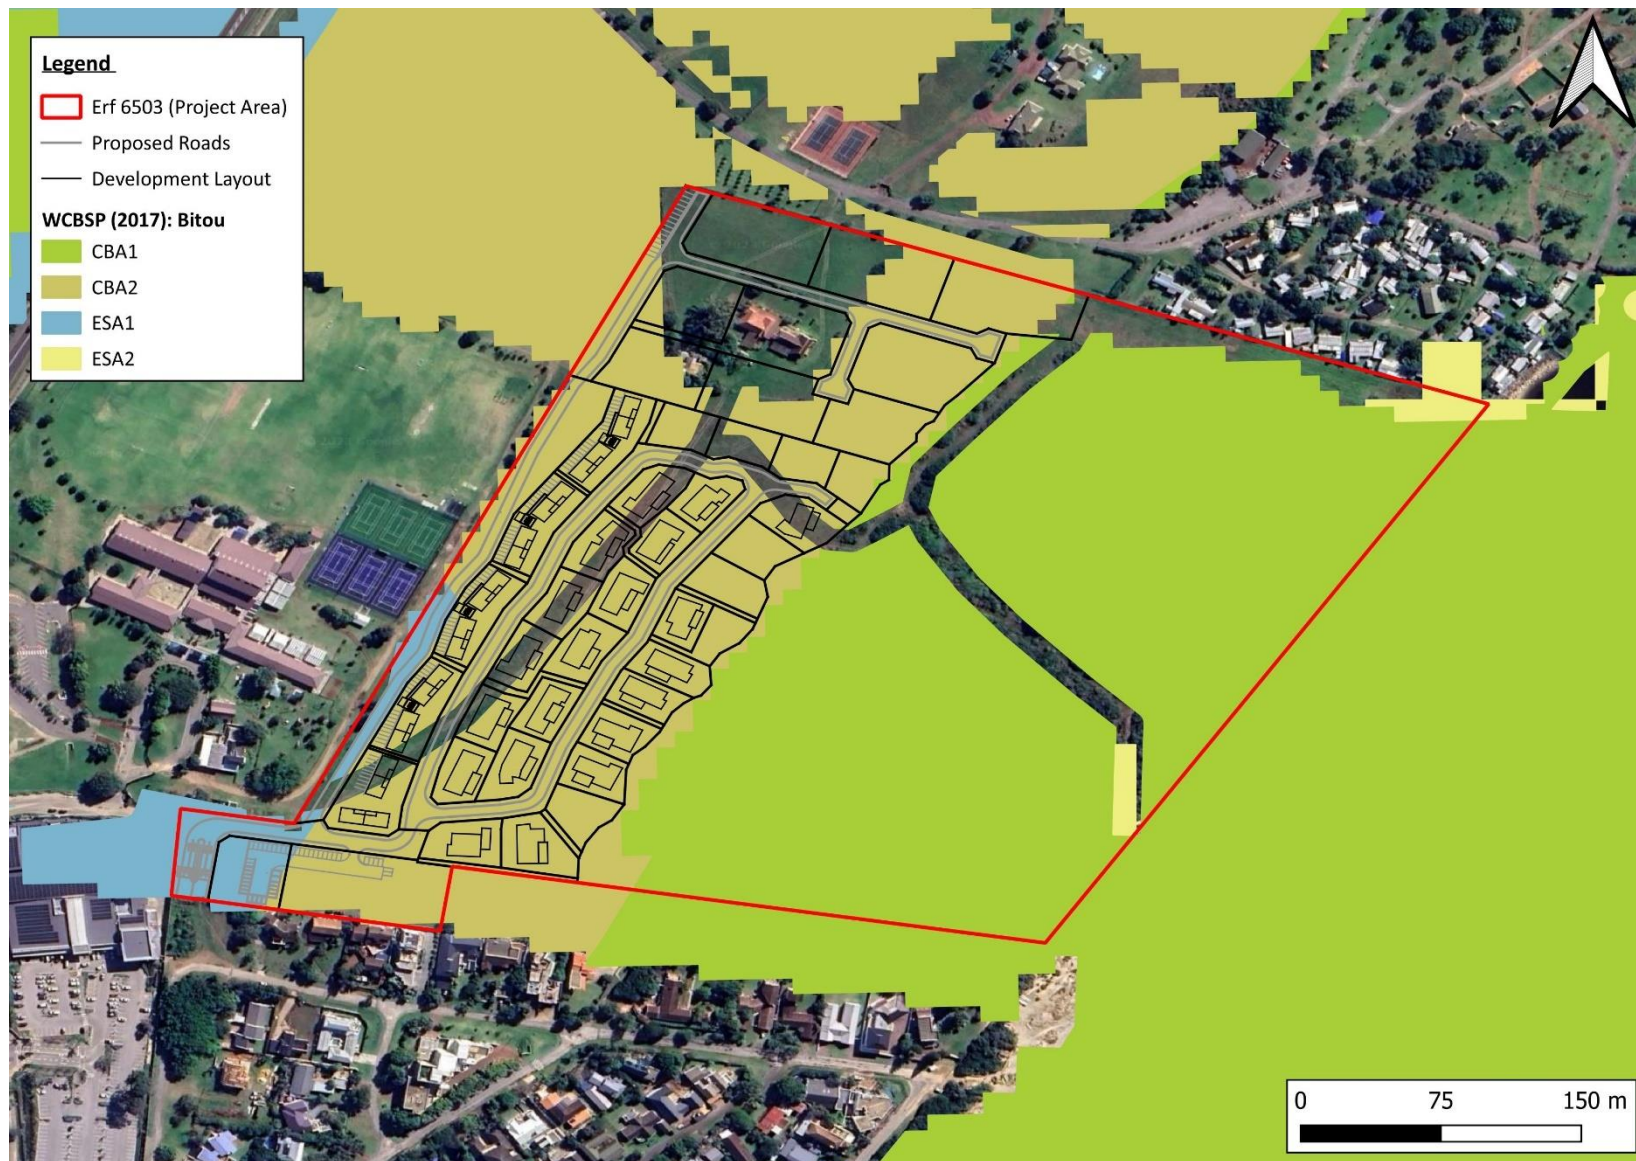 Legend
Erf 6503 (Project Area)
Proposed Roads
Development Layout
WCBSP (2017): Bitou
CBA1
CBA2
ESA1
ESA2
0 75 150 m